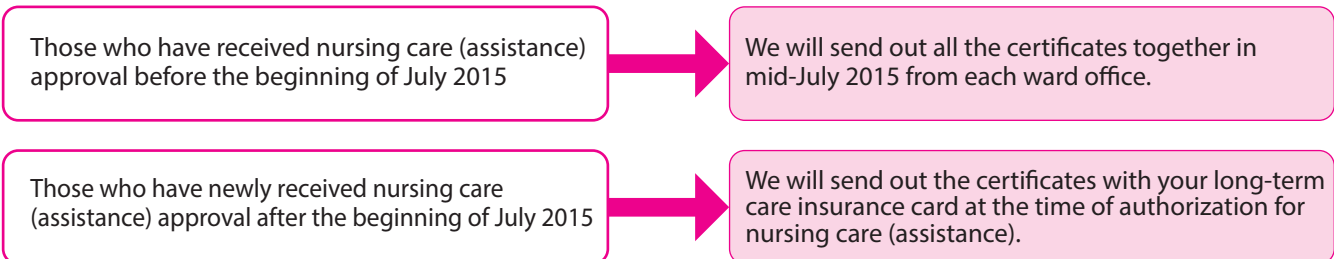 Those who have received nursing care (assistance)
approval before the beginning of July 2015
We will send out all the certificates together in
mid-July 2015 from each ward office.
Those who have newly received nursing care
(assistance) approval after the beginning of July 2015
We will send out the certificates with your long-term
care insurance card at the time of authorization for
nursing care (assistance).